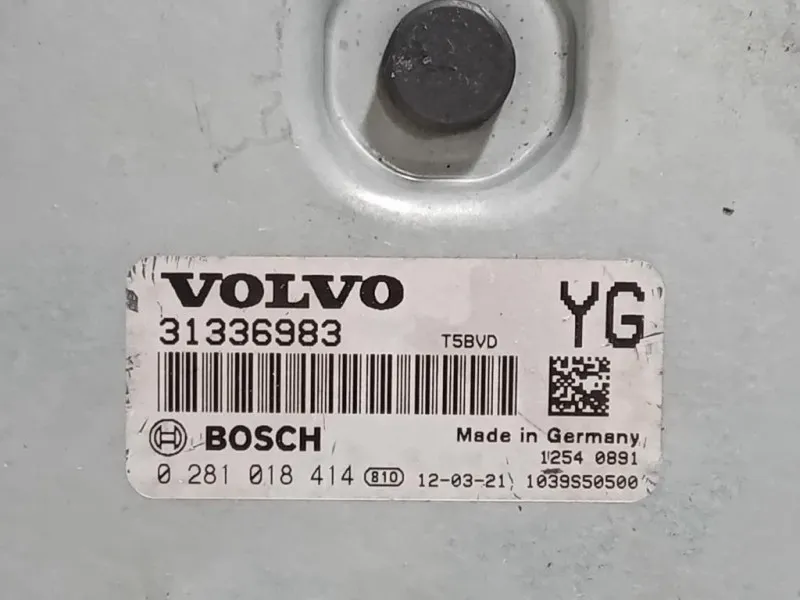 VOLVO
YG
31336983 T5BVD
BOSCH Made in Germany
1254 0891
0 281 018 414 810 12-03-21 1039S50500